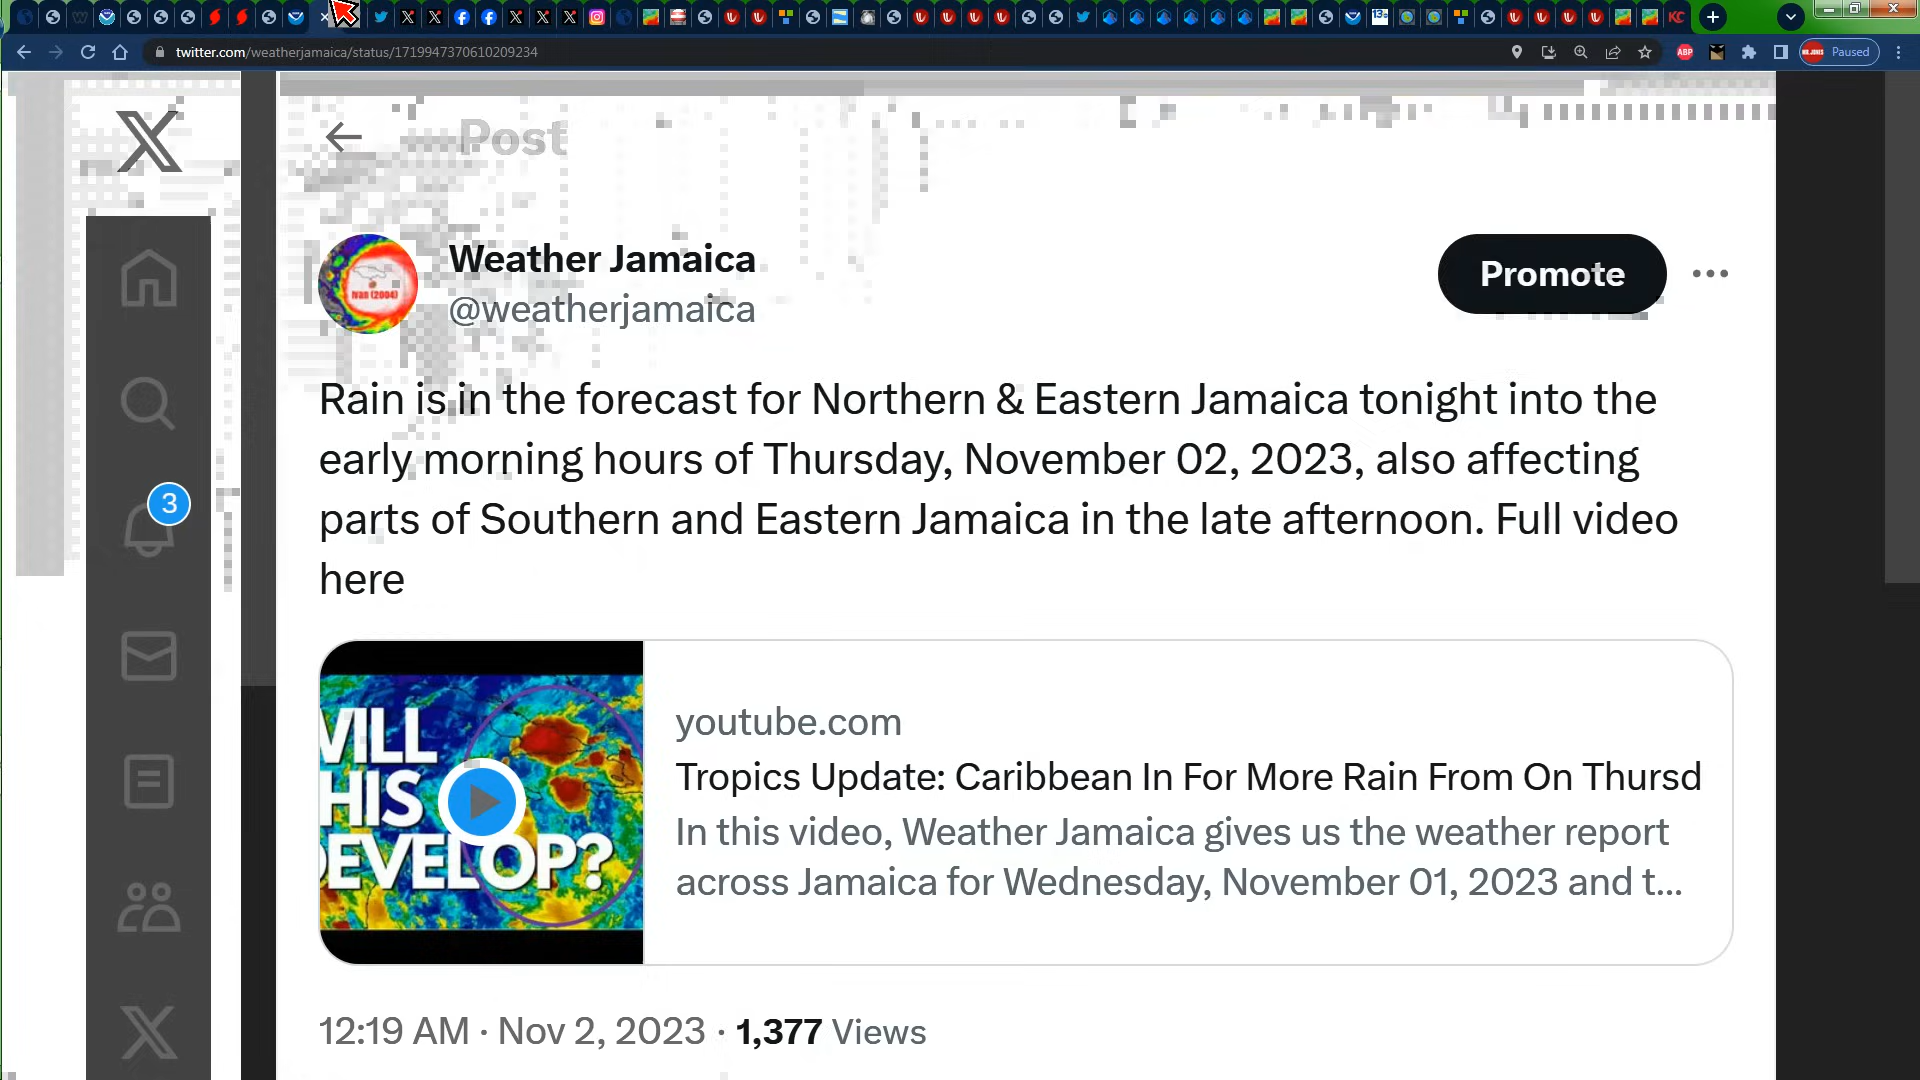 twitter.com/weatherjamaica/status/1719947370610209234
ABP
Paused
Post
Weather Jamaica
@weatherjamaica
Promote
Rain is in the forecast for Northern & Eastern Jamaica tonight into the
early morning hours of Thursday, November 02, 2023, also affecting
parts of Southern and Eastern Jamaica in the late afternoon. Full video
here
3
VILL
HIS
DEVELOP?
youtube.com
Tropics Update: Caribbean In For More Rain From On Thursd
In this video, Weather Jamaica gives us the weather report
across Jamaica for Wednesday, November 01, 2023 and t...
12:19 AM · Nov 2, 2023 · 1,377 Views